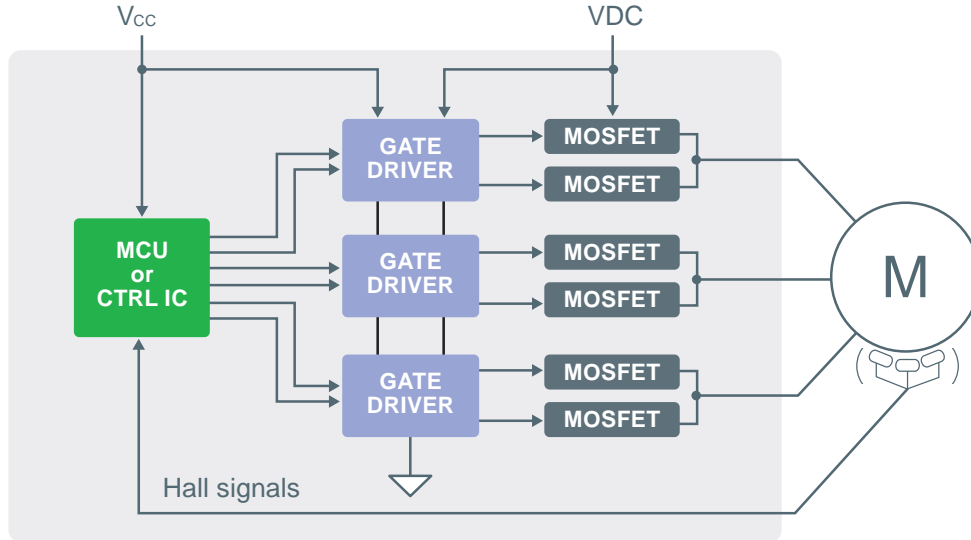 VCC
VDC
GATE
DRIVER
MOSFET
MOSFET
MCU
or
CTRL IC
GATE
DRIVER
MOSFET
MOSFET
M
GATE
DRIVER
MOSFET
MOSFET
Hall signals